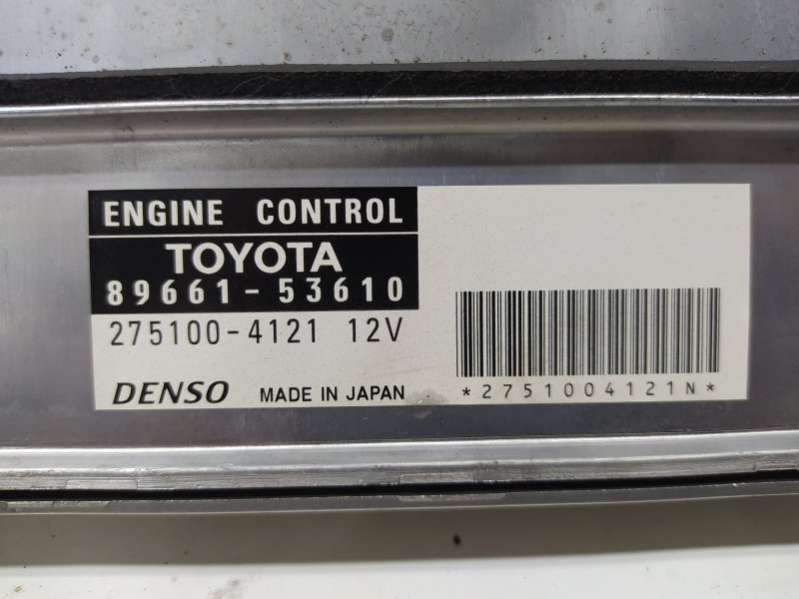 ENGINE CONTROL
TOYOTA
89661-53610
275100-4121 12V
DENSO MADE IN JAPAN
*2751004121N*